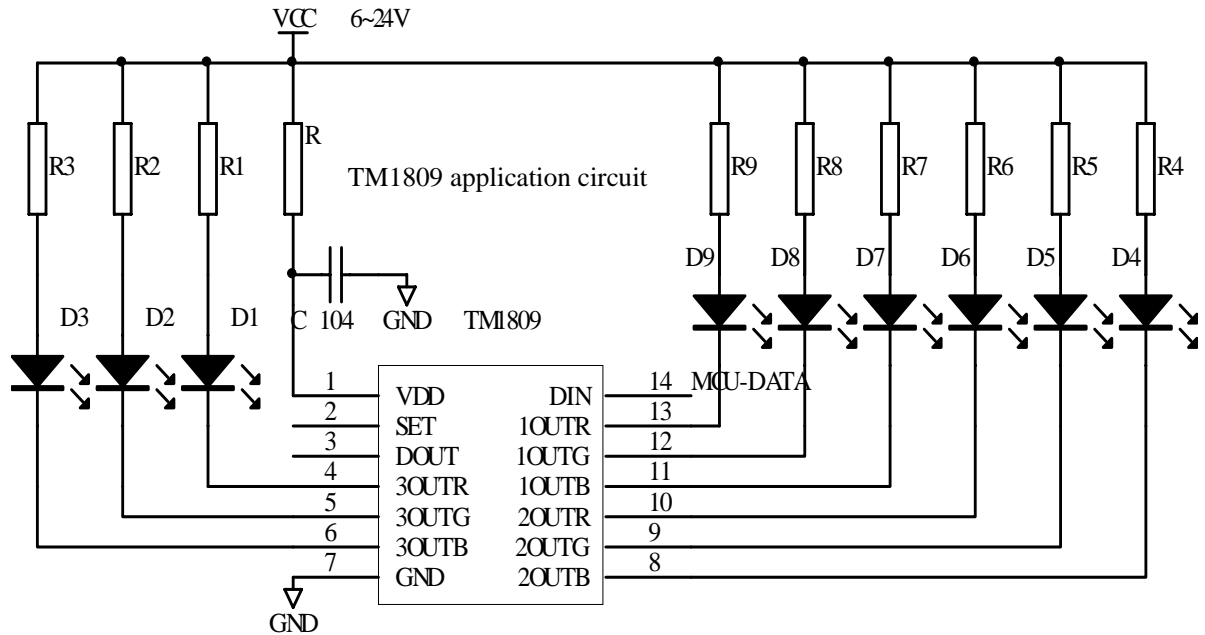 VCC 6~24V
R3 R2 R1 R R9 R8 R7 R6 R5 R4
TM1809 application circuit
D9 D8 D7 D6 D5 D4
D3 D2 D1 C 104 GND TM1809
1 VDD DIN 14 MCU-DATA
2 SET 1OUTR 13
3 DOUT 1OUTG 12
4 3OUTR 1OUTB 11
5 3OUTG 2OUTR 10
6 3OUTB 2OUTG 9
7 GND 2OUTB 8
GND